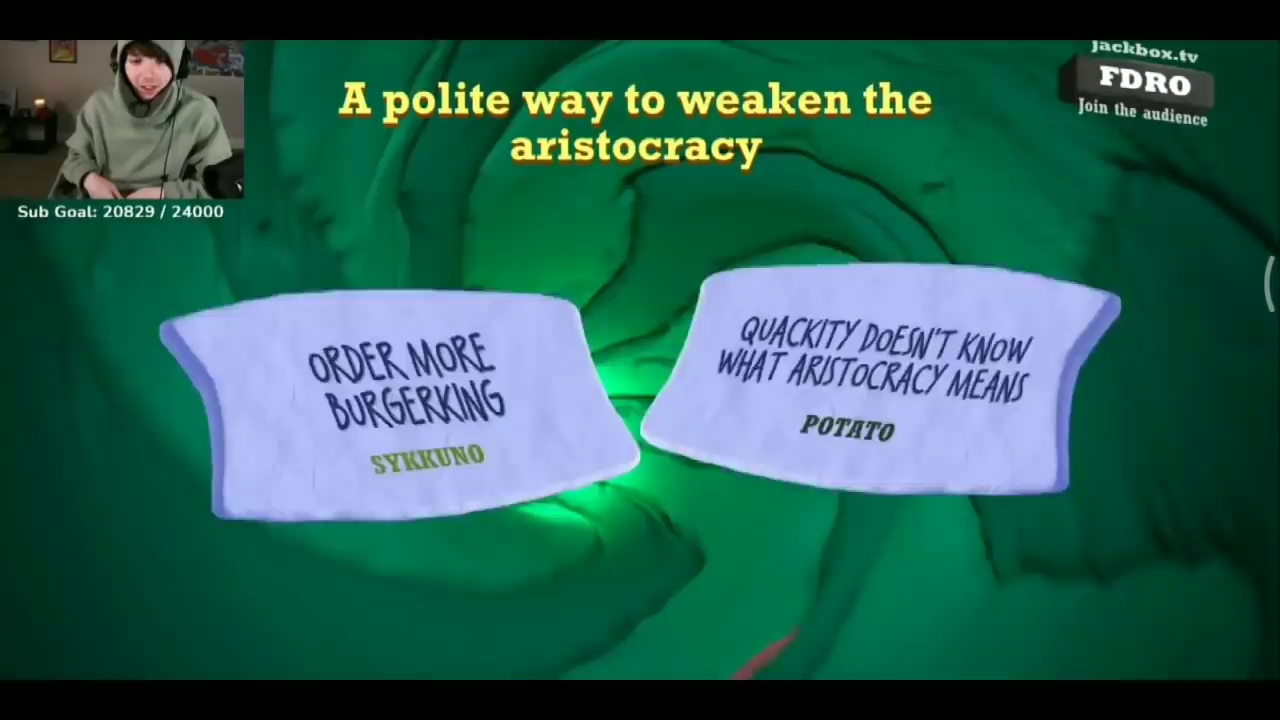 jackbox.tv
FDRO
Join the audience
A polite way to weaken the
aristocracy
Sub Goal: 20829 / 24000
ORDER MORE
BURGERKING
SYKKUNO
QUACKITY DOESN'T KNOW
WHAT ARISTOCRACY MEANS
POTATO